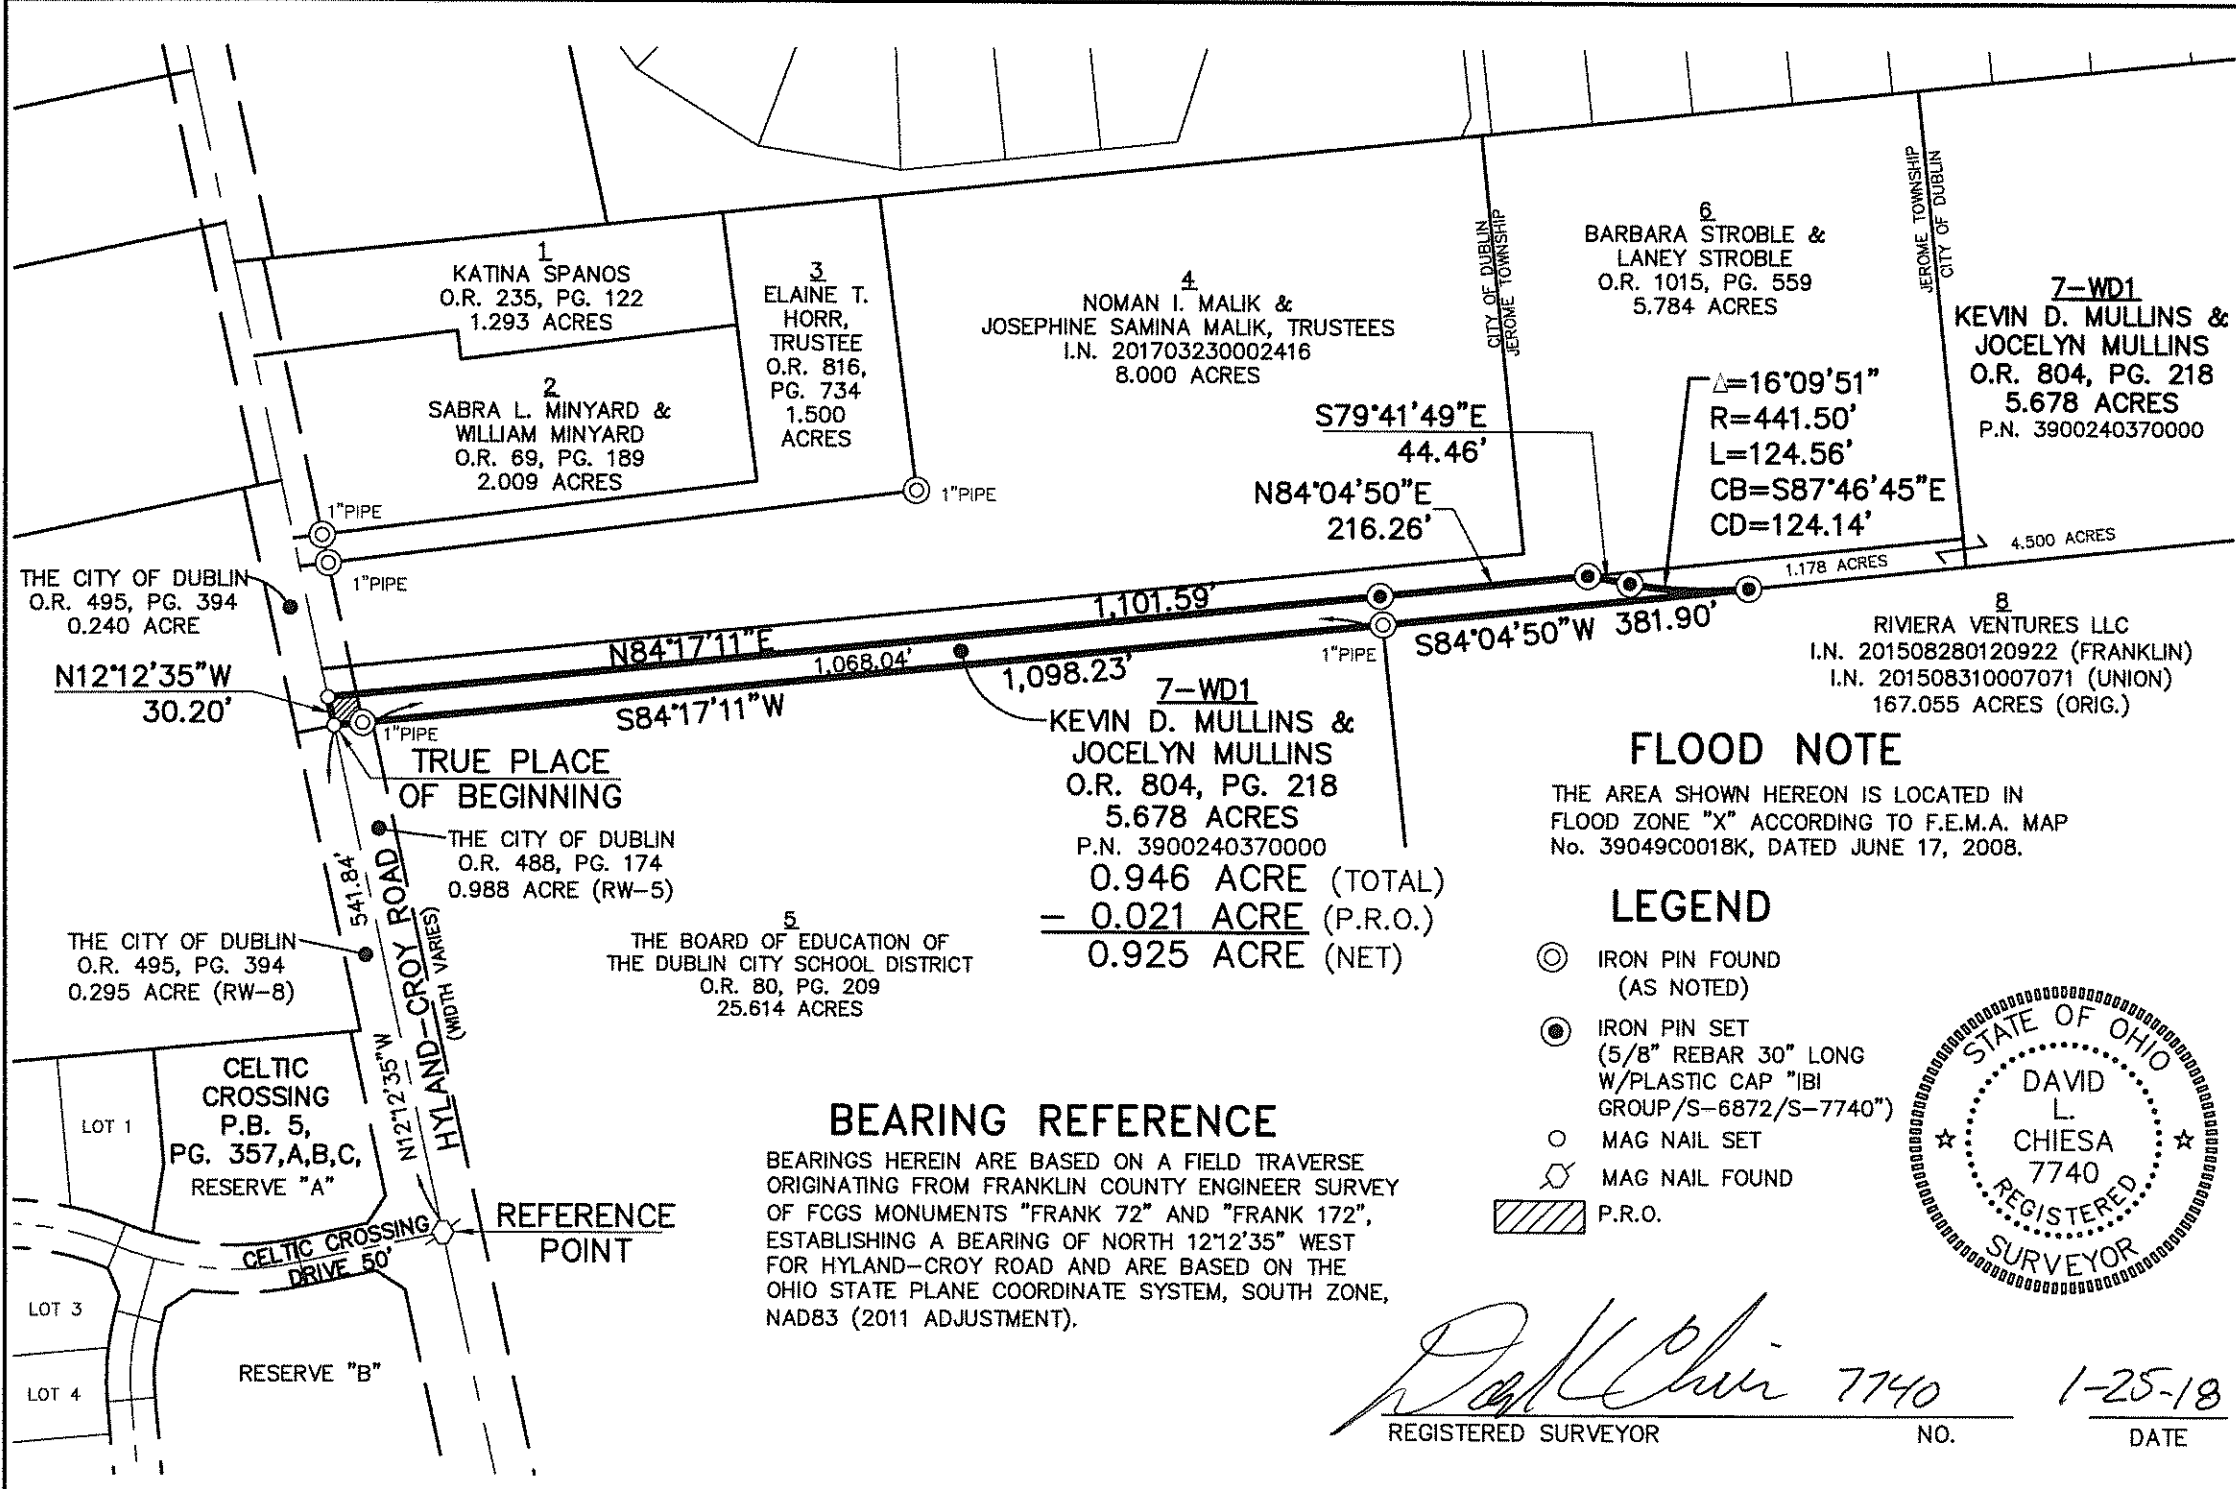 1
KATINA SPANOS
O.R. 235, PG. 122
1.293 ACRES
2
SABRA L. MINYARD &
WILLIAM MINYARD
O.R. 69, PG. 189
2.009 ACRES
3
ELAINE T.
HORR,
TRUSTEE
O.R. 816,
PG. 734
1.500
ACRES
4
NOMAN I. MALIK &
JOSEPHINE SAMINA MALIK, TRUSTEES
I.N. 201703230002416
8.000 ACRES
CITY OF DUBLIN
JEROME TOWNSHIP
6
BARBARA STROBLE &
LANEY STROBLE
O.R. 1015, PG. 559
5.784 ACRES
JEROME TOWNSHIP
CITY OF DUBLIN
7-WD1
KEVIN D. MULLINS &
JOCELYN MULLINS
O.R. 804, PG. 218
5.678 ACRES
P.N. 3900240370000
Δ=16°09'51"
R=441.50'
L=124.56'
CB=S87°46'45"E
CD=124.14'
S79°41'49"E
44.46'
N84°04'50"E
216.26'
1"PIPE
1"PIPE
1"PIPE
THE CITY OF DUBLIN
O.R. 495, PG. 394
0.240 ACRE
N12°12'35"W
30.20'
1,101.59'
N84°17'11"E
1,068.04'
1,098.23'
S84°17'11"W
1"PIPE
S84°04'50"W 381.90'
1.178 ACRES
4.500 ACRES
8
RIVIERA VENTURES LLC
I.N. 201508280120922 (FRANKLIN)
I.N. 201508310007071 (UNION)
167.055 ACRES (ORIG.)
1"PIPE
TRUE PLACE
OF BEGINNING
7-WD1
KEVIN D. MULLINS &
JOCELYN MULLINS
O.R. 804, PG. 218
5.678 ACRES
P.N. 3900240370000
0.946 ACRE (TOTAL)
- 0.021 ACRE (P.R.O.)
0.925 ACRE (NET)
THE CITY OF DUBLIN
O.R. 488, PG. 174
0.988 ACRE (RW-5)
541.84'
THE CITY OF DUBLIN
O.R. 495, PG. 394
0.295 ACRE (RW-8)
HYLAND-CROY ROAD
(WIDTH VARIES)
N12°12'35"W
5
THE BOARD OF EDUCATION OF
THE DUBLIN CITY SCHOOL DISTRICT
O.R. 80, PG. 209
25.614 ACRES
CELTIC
CROSSING
P.B. 5,
PG. 357,A,B,C,
RESERVE "A"
LOT 1
CELTIC CROSSING
DRIVE 50'
REFERENCE
POINT
LOT 3
LOT 4
RESERVE "B"
FLOOD NOTE
THE AREA SHOWN HEREON IS LOCATED IN
FLOOD ZONE "X" ACCORDING TO F.E.M.A. MAP
No. 39049C0018K, DATED JUNE 17, 2008.
LEGEND
IRON PIN FOUND
(AS NOTED)
IRON PIN SET
(5/8" REBAR 30" LONG
W/PLASTIC CAP "IBI
GROUP/S-6872/S-7740")
MAG NAIL SET
MAG NAIL FOUND
P.R.O.
BEARING REFERENCE
BEARINGS HEREIN ARE BASED ON A FIELD TRAVERSE
ORIGINATING FROM FRANKLIN COUNTY ENGINEER SURVEY
OF FCGS MONUMENTS "FRANK 72" AND "FRANK 172",
ESTABLISHING A BEARING OF NORTH 12°12'35" WEST
FOR HYLAND-CROY ROAD AND ARE BASED ON THE
OHIO STATE PLANE COORDINATE SYSTEM, SOUTH ZONE,
NAD83 (2011 ADJUSTMENT).
STATE OF OHIO
DAVID
L.
CHIESA
7740
REGISTERED
SURVEYOR
7740 1-25-18
REGISTERED SURVEYOR NO. DATE